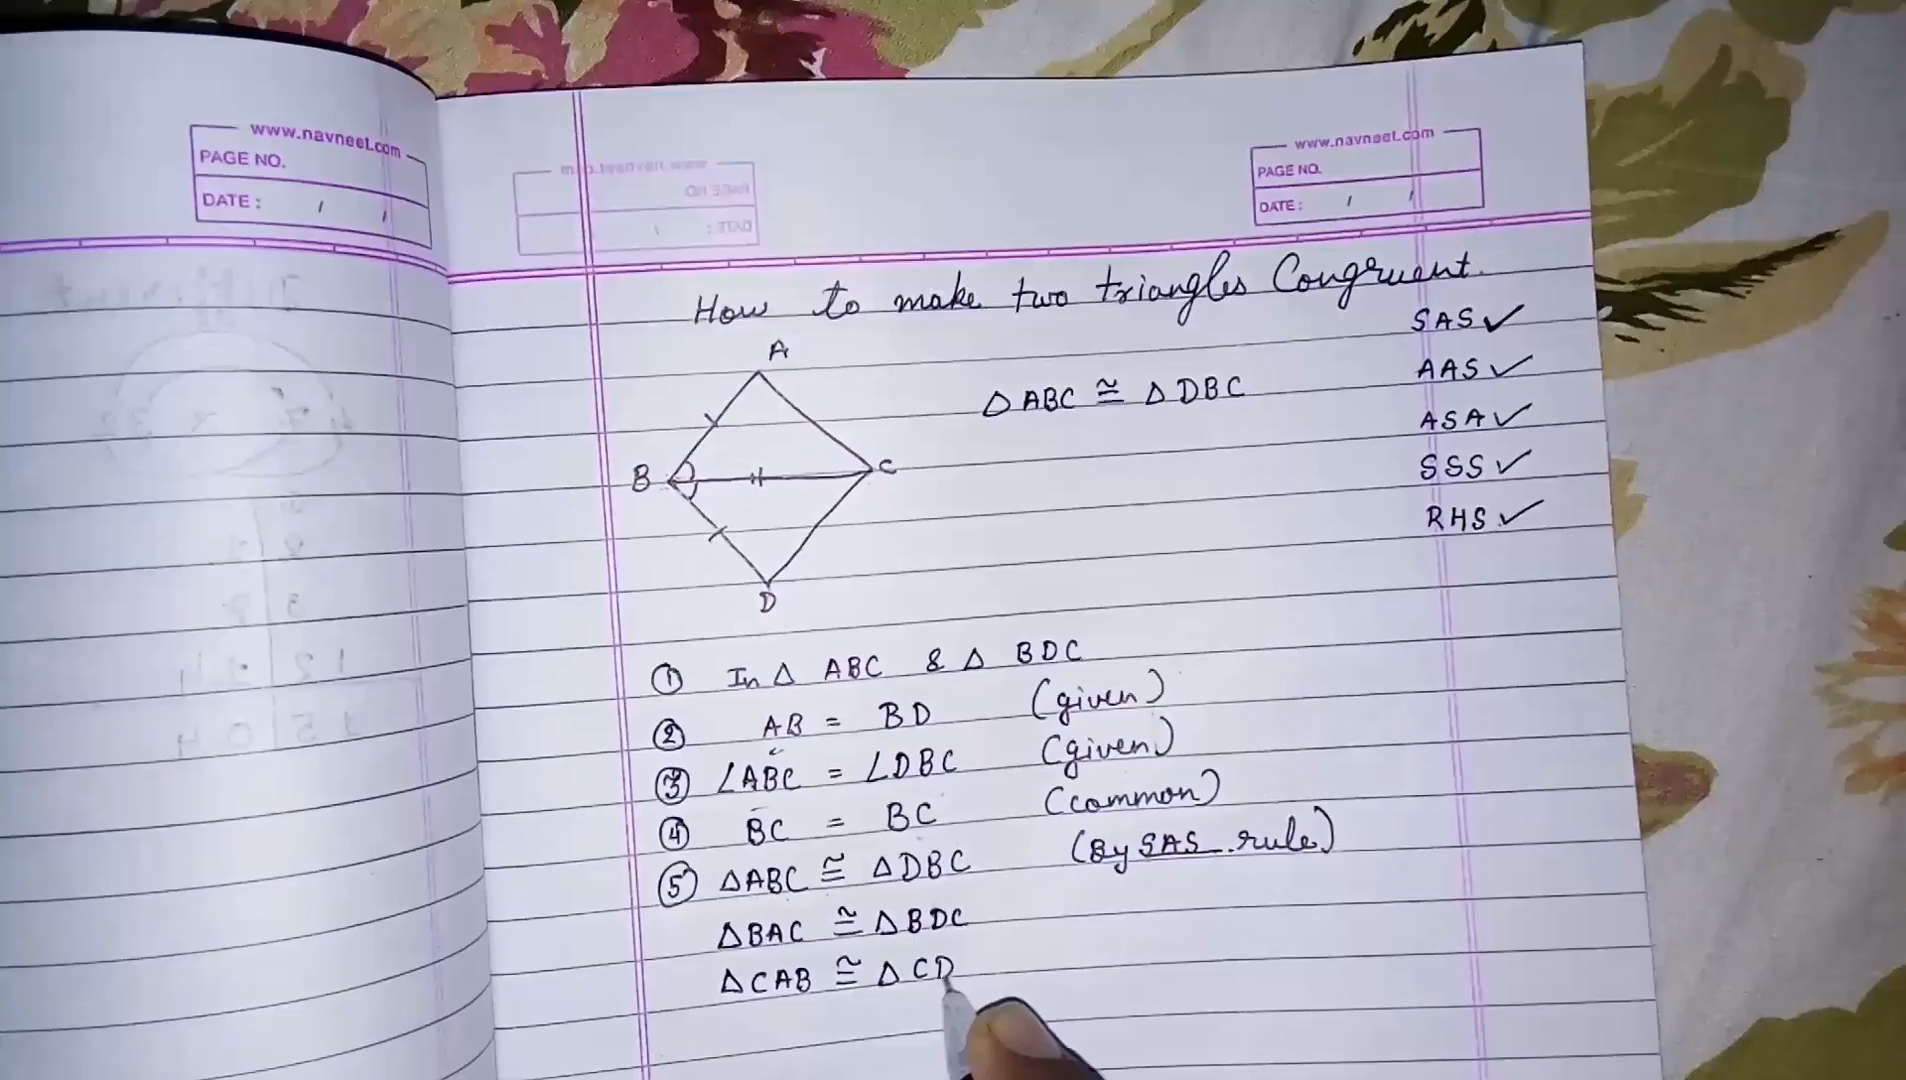 www.navneet.com
PAGE NO.
DATE : / /
www.navneet.com
PAGE NO.
DATE : / /
How to make two triangles Congruent.
SAS ✓
AAS ✓
ASA ✓
SSS ✓
RHS ✓
A
B
C
D
△ABC ≅ △DBC
① In △ ABC & △ BDC
② AB = BD (given)
③ ∠ABC = ∠DBC (given)
④ BC = BC (common)
⑤ △ABC ≅ △DBC (By SAS rule)
△BAC ≅ △BDC
△CAB ≅ △CD